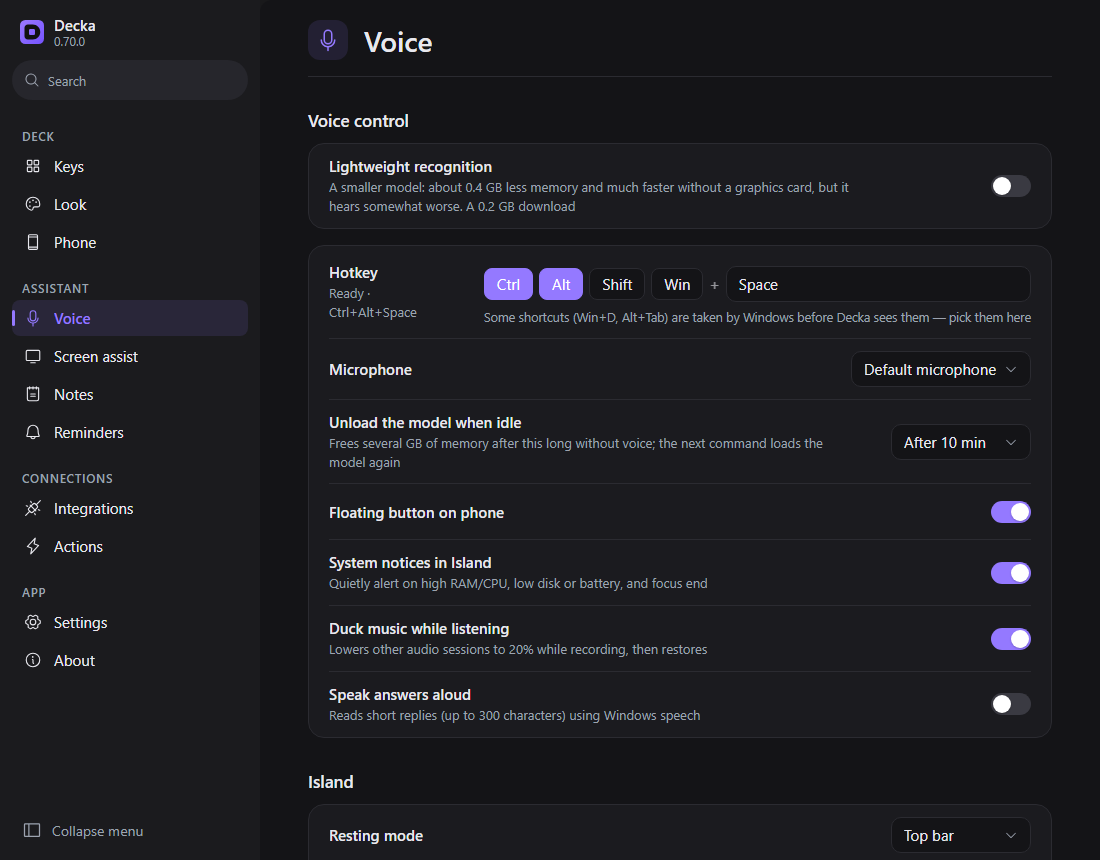 Decka
0.70.0
Search
DECK
Keys
Look
Phone
ASSISTANT
Voice
Screen assist
Notes
Reminders
CONNECTIONS
Integrations
Actions
APP
Settings
About
Collapse menu
Voice
Voice control
Lightweight recognition
A smaller model: about 0.4 GB less memory and much faster without a graphics card, but it
hears somewhat worse. A 0.2 GB download
Hotkey
Ready ·
Ctrl+Alt+Space
Ctrl Alt Shift Win + Space
Some shortcuts (Win+D, Alt+Tab) are taken by Windows before Decka sees them — pick them here
Microphone
Default microphone
Unload the model when idle
Frees several GB of memory after this long without voice; the next command loads the
model again
After 10 min
Floating button on phone
System notices in Island
Quietly alert on high RAM/CPU, low disk or battery, and focus end
Duck music while listening
Lowers other audio sessions to 20% while recording, then restores
Speak answers aloud
Reads short replies (up to 300 characters) using Windows speech
Island
Resting mode
Top bar